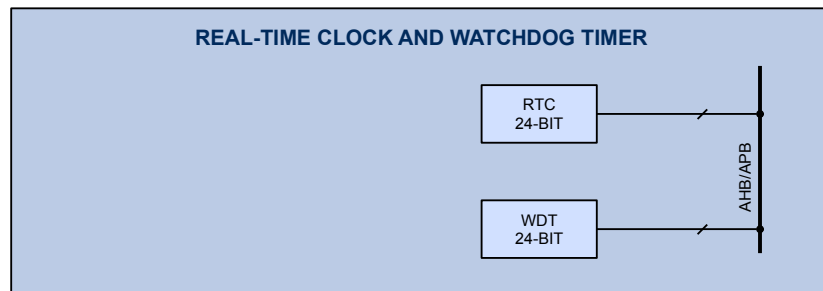 REAL-TIME CLOCK AND WATCHDOG TIMER
RTC
24-BIT
AHB/APB
WDT
24-BIT